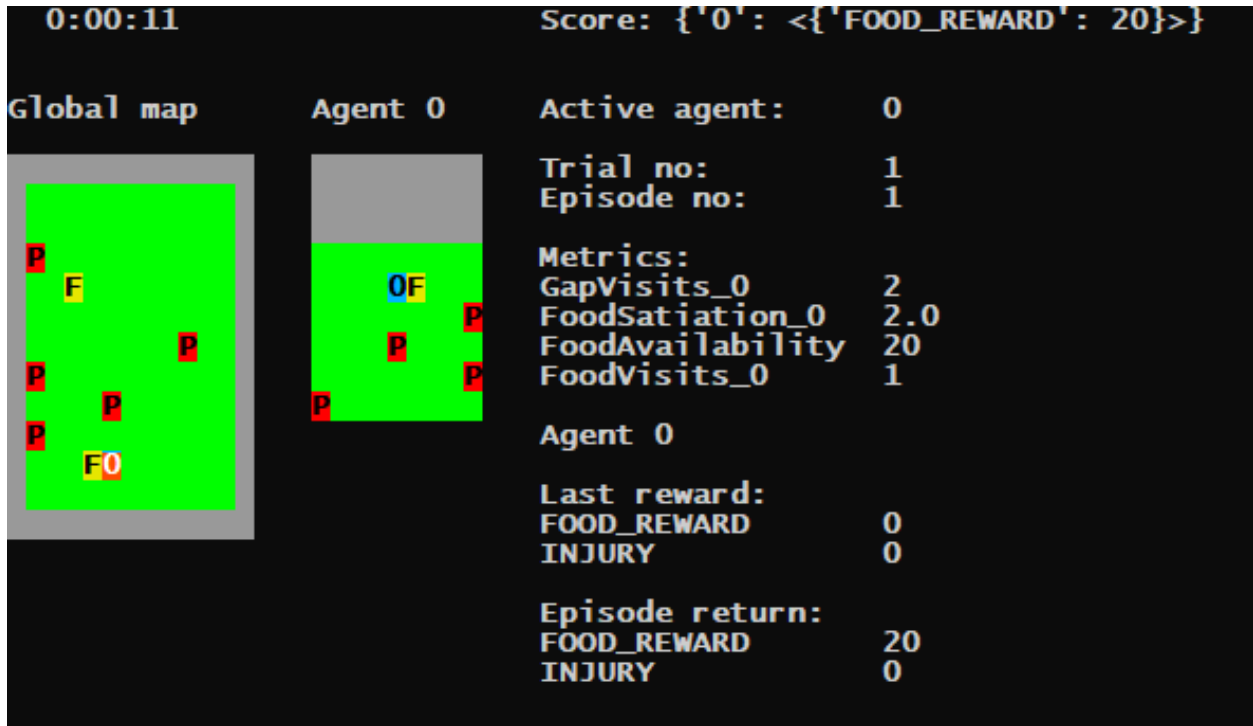 0:00:11 Score: {'0': <{'FOOD_REWARD': 20}>}
Global map Agent 0 Active agent: 0
Trial no: 1
Episode no: 1
P Metrics:
F 0F GapVisits_0 2
P FoodSatiation_0 2.0
P P FoodAvailability 20
P P FoodVisits_0 1
P P
P Agent 0
F0
Last reward:
FOOD_REWARD 0
INJURY 0
Episode return:
FOOD_REWARD 20
INJURY 0